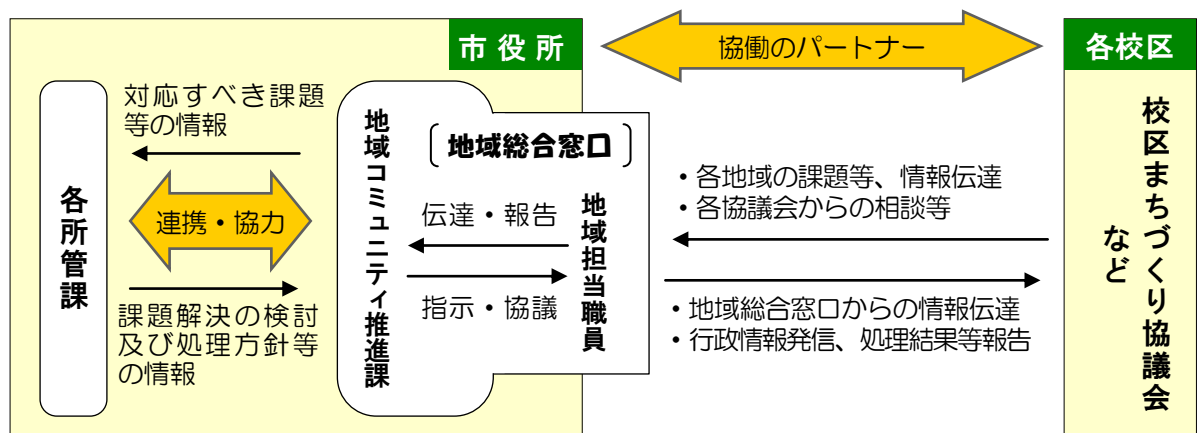 市役所
協働のパートナー
各校区
対応すべき課題
等の情報
各所管課
連携・協力
課題解決の検討
及び処理方針等
の情報
地域コミュニティ推進課
〔地域総合窓口〕
伝達・報告
指示・協議
地域担当職員
・各地域の課題等、情報伝達
・各協議会からの相談等
・地域総合窓口からの情報伝達
・行政情報発信、処理結果等報告
校区まちづくり協議会
など